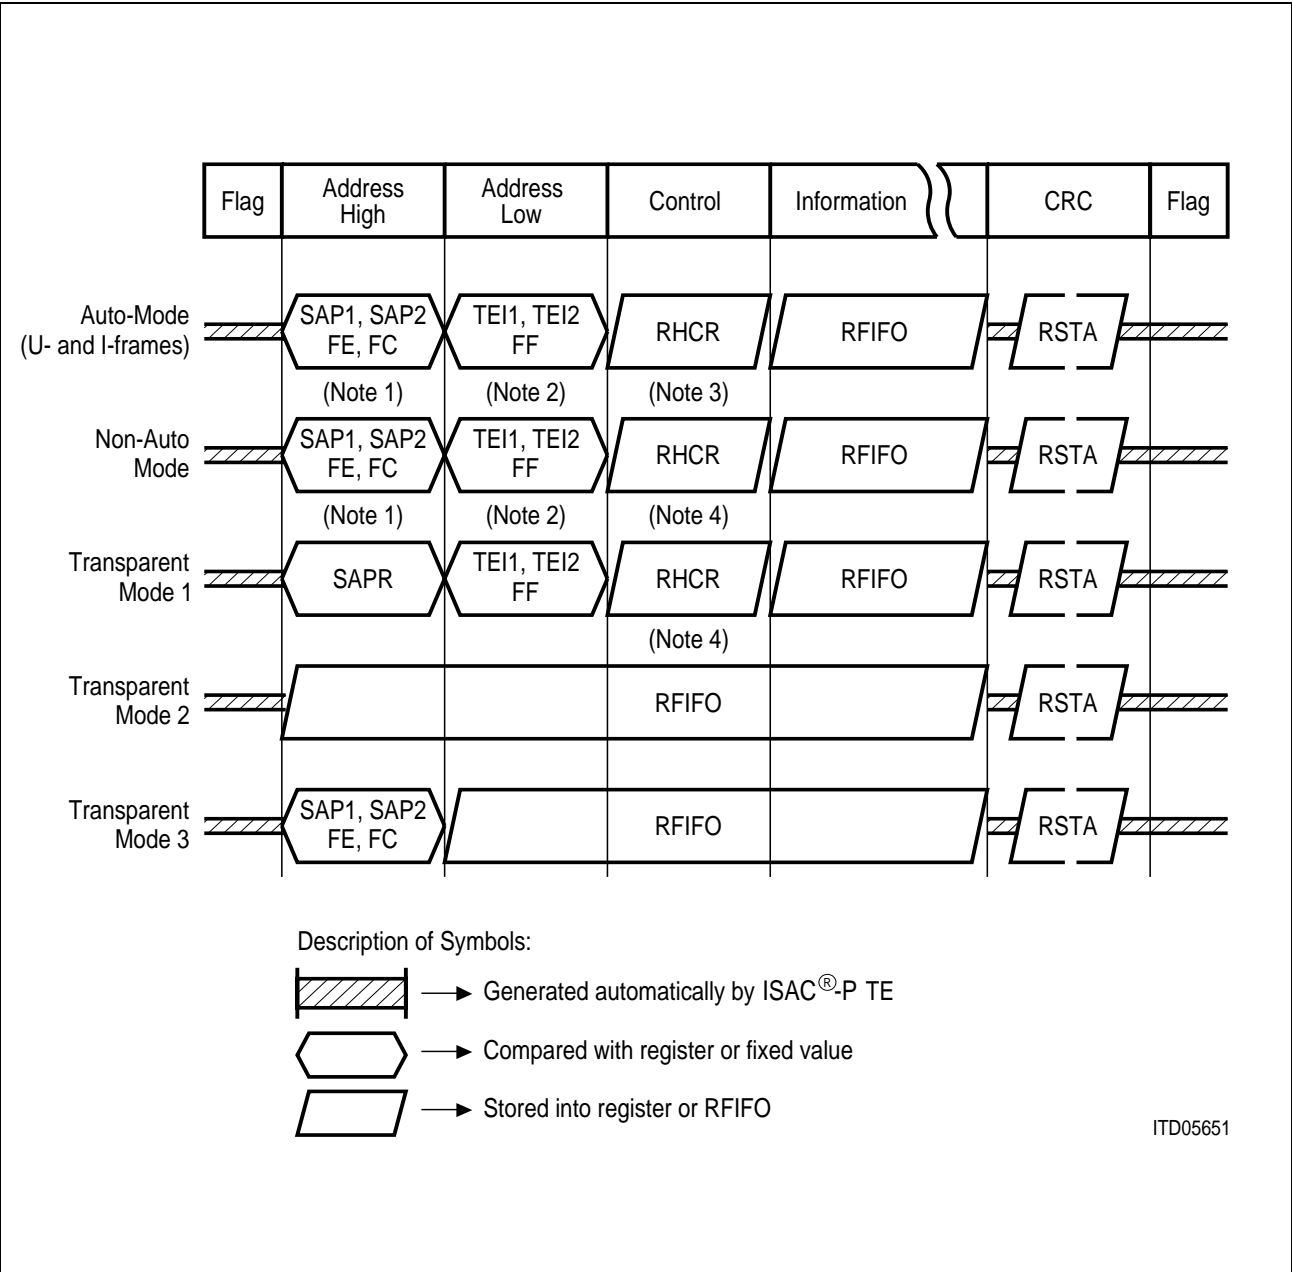 Flag
Address
High
Address
Low
Control
Information
CRC
Flag
Auto-Mode
(U- and I-frames)
SAP1, SAP2
FE, FC
TEI1, TEI2
FF
RHCR
RFIFO
RSTA
(Note 1)
(Note 2)
(Note 3)
Non-Auto
Mode
SAP1, SAP2
FE, FC
TEI1, TEI2
FF
RHCR
RFIFO
RSTA
(Note 1)
(Note 2)
(Note 4)
Transparent
Mode 1
SAPR
TEI1, TEI2
FF
RHCR
RFIFO
RSTA
(Note 4)
Transparent
Mode 2
RFIFO
RSTA
Transparent
Mode 3
SAP1, SAP2
FE, FC
RFIFO
RSTA
Description of Symbols:
Generated automatically by ISAC®-P TE
Compared with register or fixed value
Stored into register or RFIFO
ITD05651